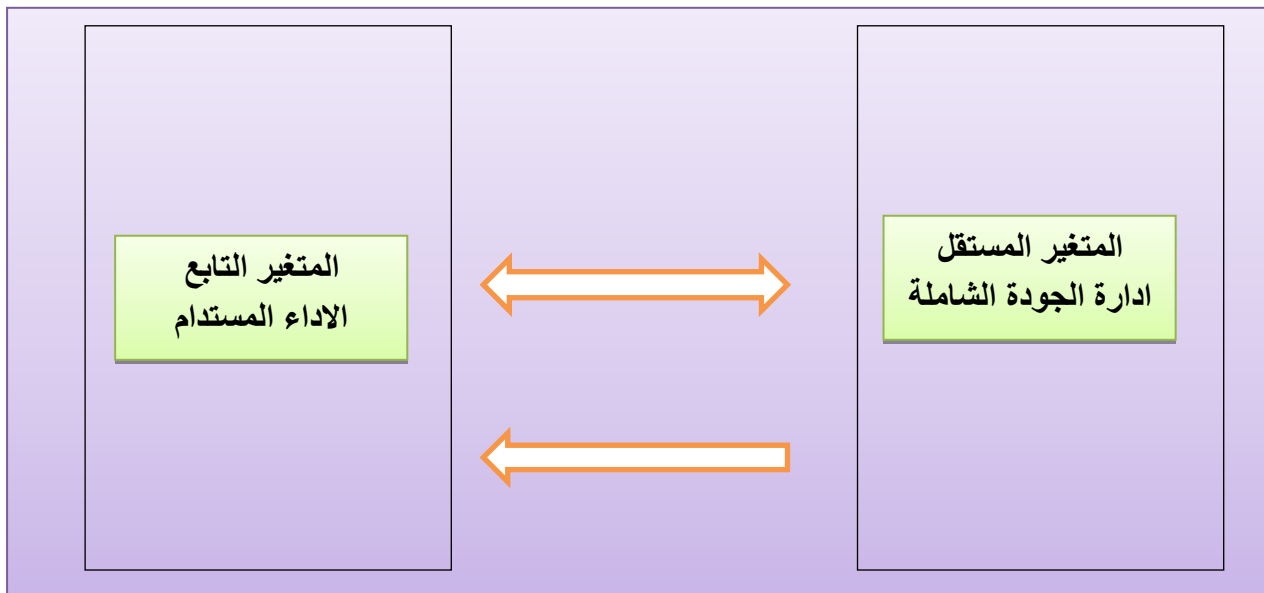 المتغير المستقل
ادارة الجودة الشاملة
المتغير التابع
الاداء المستدام